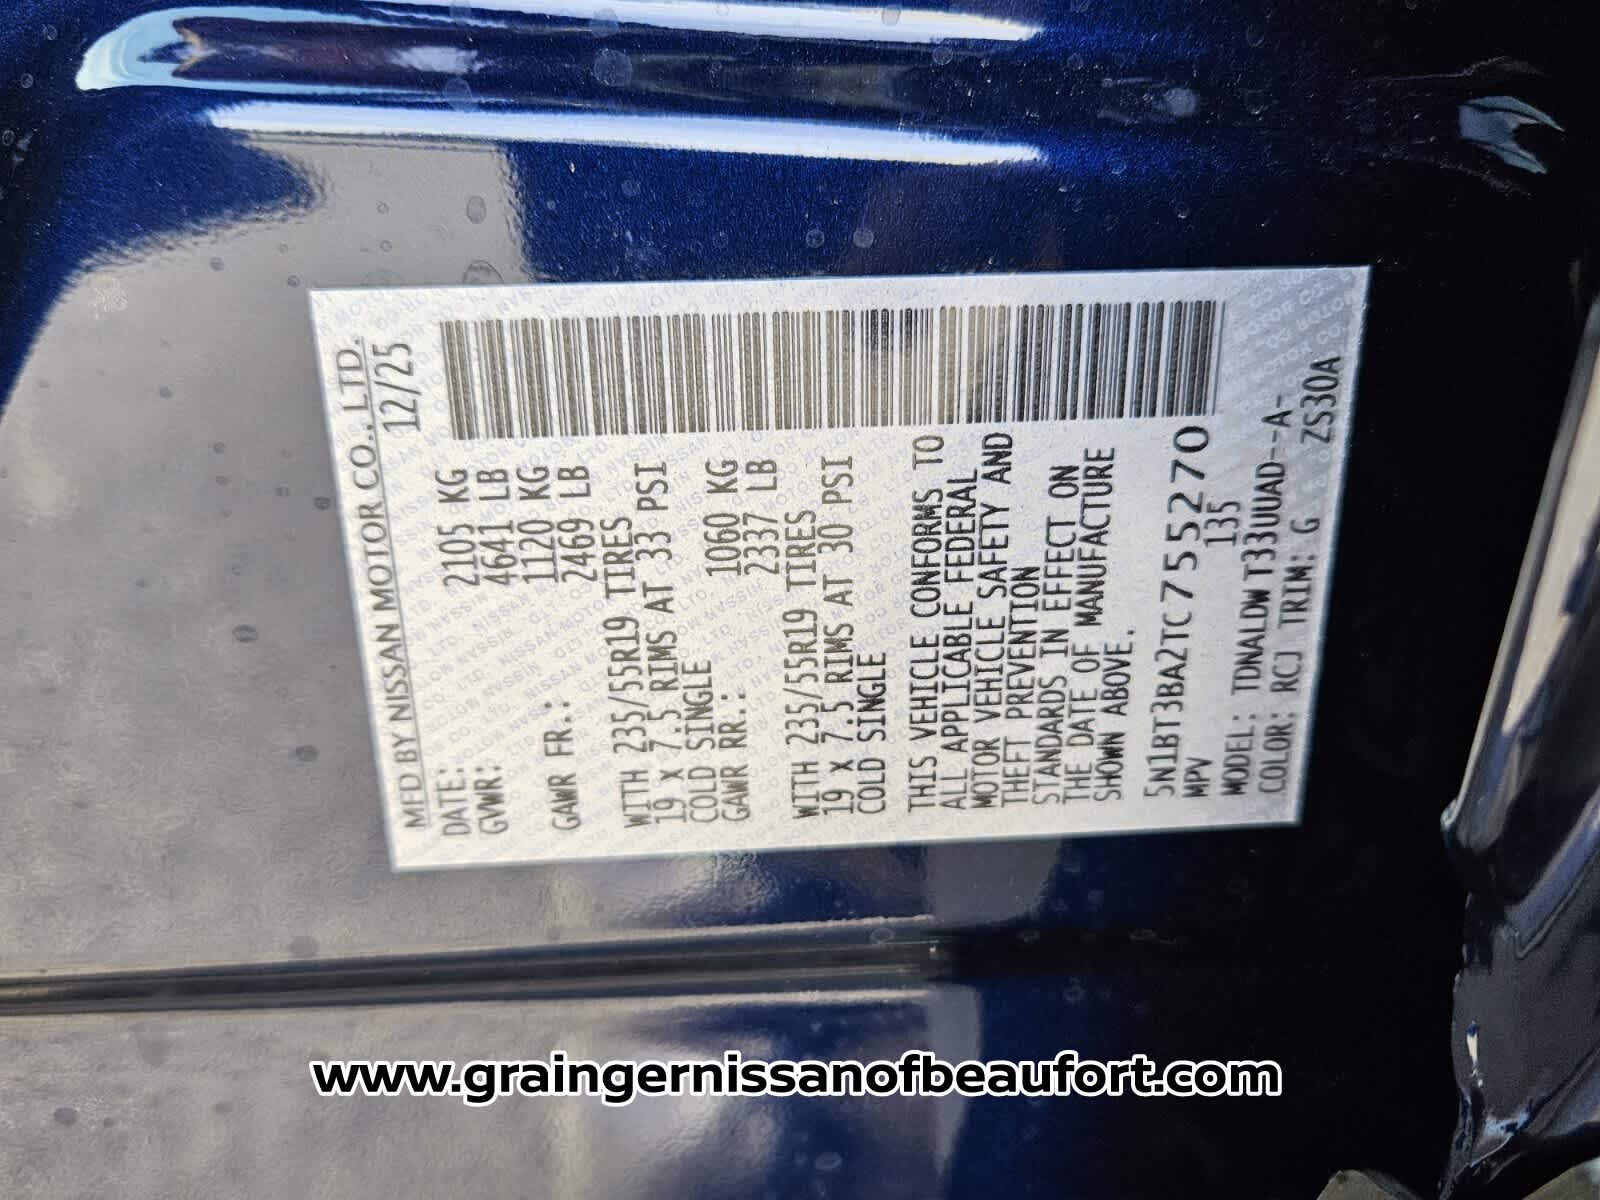 MFD BY NISSAN MOTOR CO., LTD.
DATE: 12/25
GVWR: 2105 KG
4641 LB
GAWR FR.: 1120 KG
2469 LB
WITH 235/55R19 TIRES
19 x 7.5 RIMS AT 33 PSI
COLD SINGLE
GAWR RR.: 1060 KG
2337 LB
WITH 235/55R19 TIRES
19 x 7.5 RIMS AT 30 PSI
COLD SINGLE
THIS VEHICLE CONFORMS TO
ALL APPLICABLE FEDERAL
MOTOR VEHICLE SAFETY AND
THEFT PREVENTION
STANDARDS IN EFFECT ON
THE DATE OF MANUFACTURE
SHOWN ABOVE.
5N1BT3BA2TC755270
MPV 135
MODEL: TDNALDW T33UUAD--A-
COLOR: RCJ TRIM: G ZS30A
www.graingernissanofbeaufort.com